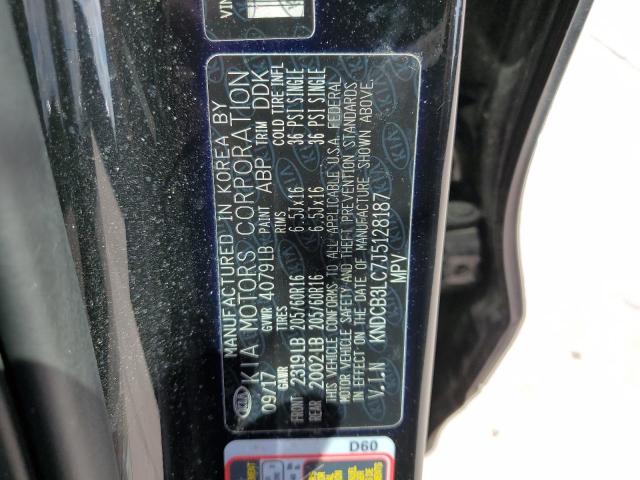 VIN
MANUFACTURED IN KOREA BY
KIA KIA MOTORS CORPORATION
09/17 GVWR 4079LB PAINT ABP TRIM DDK
GAWR TIRES RIMS COLD TIRE INFL
FRONT 2319LB 205/60R16 6.5Jx16 36 PSI SINGLE
REAR 2002LB 205/60R16 6.5Jx16 36 PSI SINGLE
THIS VEHICLE CONFORMS TO ALL APPLICABLE U.S.A. FEDERAL
MOTOR VEHICLE SAFETY AND THEFT PREVENTION STANDARDS
IN EFFECT ON THE DATE OF MANUFACTURE SHOWN ABOVE.
V.I.N KNDCB3LC7J5128187
MPV
D60